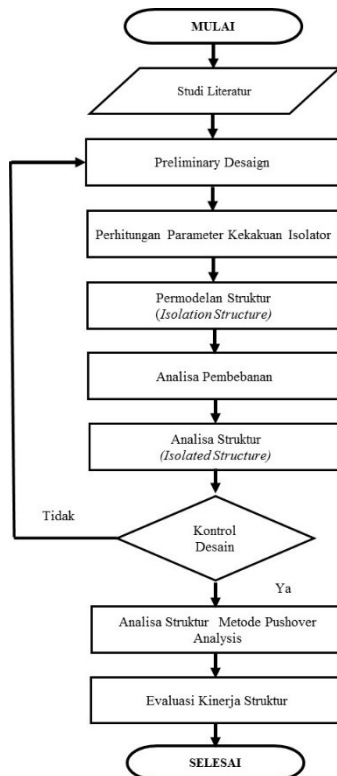 MULAI
Studi Literatur
Preliminary Desaign
Perhitungan Parameter Kekakuan Isolator
Permodelan Struktur
(Isolation Structure)
Analisa Pembebanan
Analisa Struktur
(Isolated Structure)
Tidak
Kontrol
Desain
Ya
Analisa Struktur Metode Pushover
Analysis
Evaluasi Kinerja Struktur
SELESAI